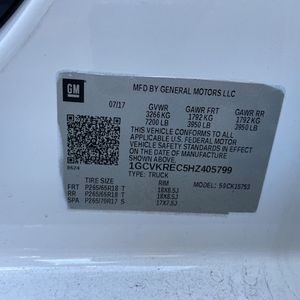 GM
MFD BY GENERAL MOTORS LLC
07/17 GVWR GAWR FRT GAWR RR
3266 KG 1792 KG 1792 KG
7200 LB 3950 LB 3950 LB
THIS VEHICLE CONFORMS TO ALL
APPLICABLE U.S. FEDERAL MOTOR
VEHICLE SAFETY STANDARDS IN
EFFECT ON THE DATE OF
MANUFACTURE SHOWN ABOVE.
1GCVKREC5HZ405799
TYPE: TRUCK MODEL:
RIM
FRT P265/65R18 T 18X8.5J
RR P265/65R18 T 18X8.5J
SPA P265/70R17 S 17X7.5J